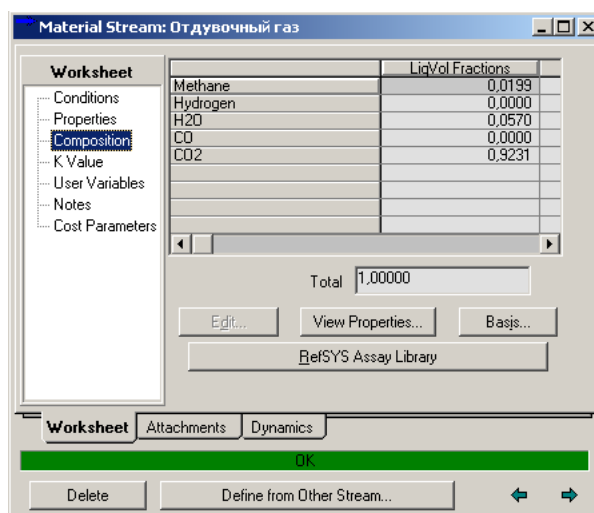 Material Stream: Отдувочный газ
Worksheet
Conditions
Properties
Composition
K Value
User Variables
Notes
Cost Parameters
LiqVol Fractions
Methane 0,0199
Hydrogen 0,0000
H2O 0,0570
CO 0,0000
CO2 0,9231
Total 1,00000
Edit... View Properties... Basis...
RefSYS Assay Library
Worksheet Attachments Dynamics
OK
Delete Define from Other Stream...